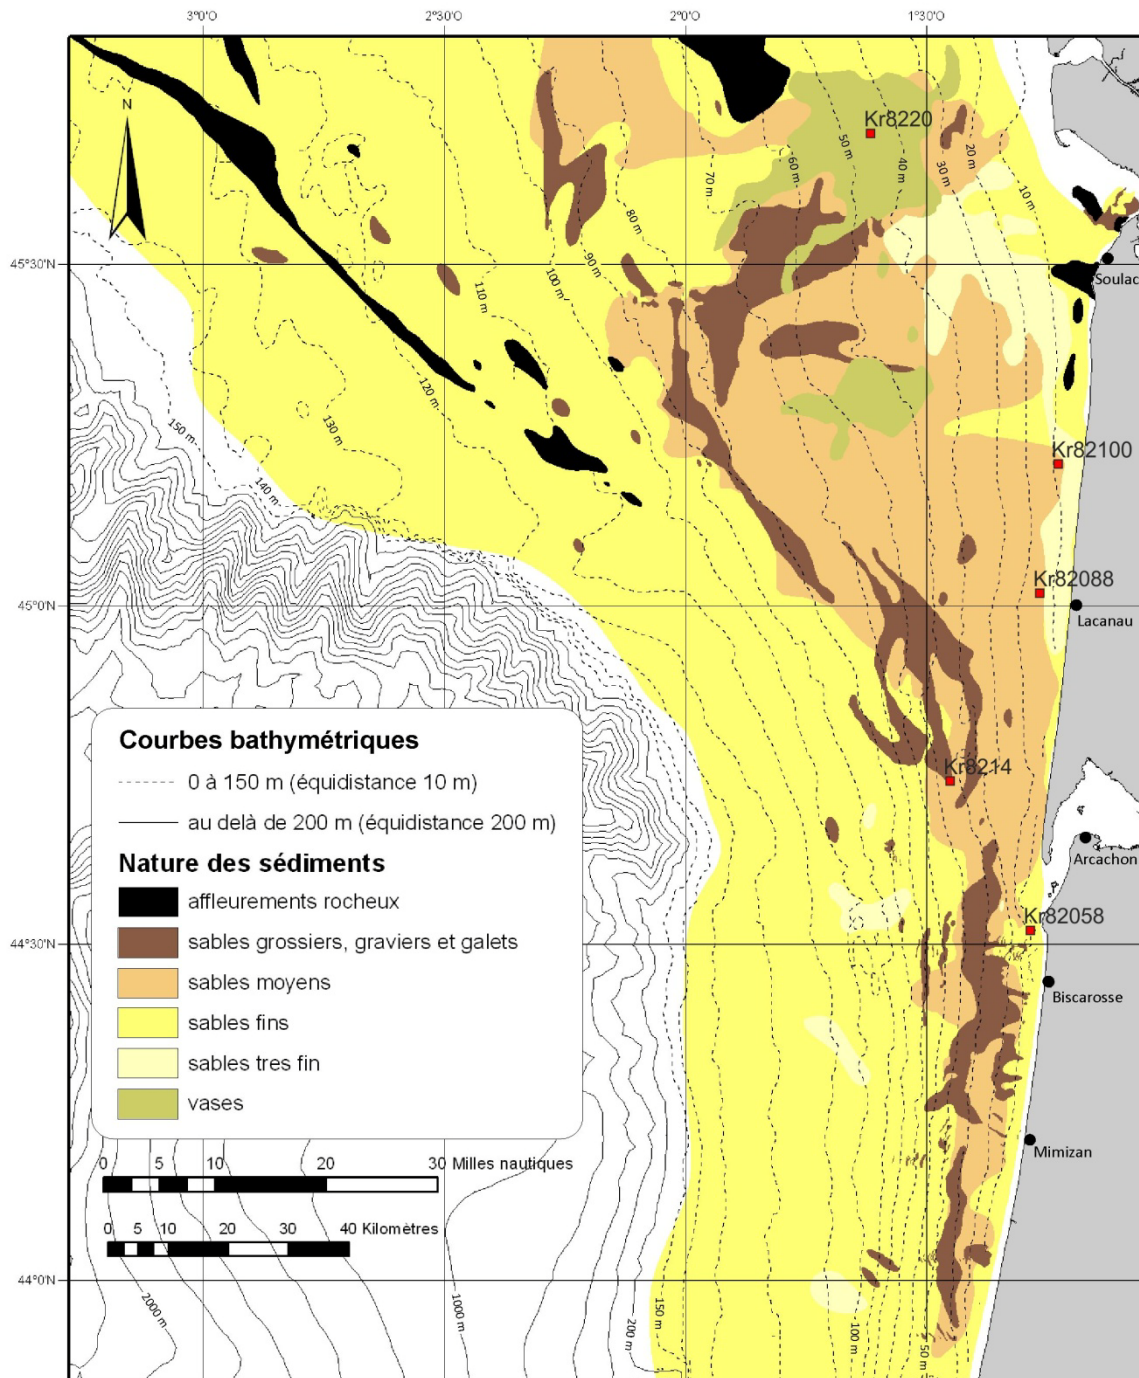 3°0'O
2°30'O
2°0'O
1°30'O
N
Kr8220
50 m
40 m
20 m
30 m
60 m
70 m
10 m
80 m
45°30'N
90 m
100 m
110 m
Soulac
120 m
130 m
150 m
140 m
Kr82100
Kr82088
45°0'N
Lacanau
Courbes bathymétriques
0 à 150 m (équidistance 10 m)
au delà de 200 m (équidistance 200 m)
Nature des sédiments
affleurements rocheux
sables grossiers, graviers et galets
sables moyens
sables fins
sables tres fin
vases
Kr8214
Arcachon
Kr82058
44°30'N
Biscarosse
Mimizan
0 5 10 20 30 Milles nautiques
0 5 10 20 30 40 Kilomètres
44°0'N
2000 m
1000 m
200 m
150 m
100 m
50 m